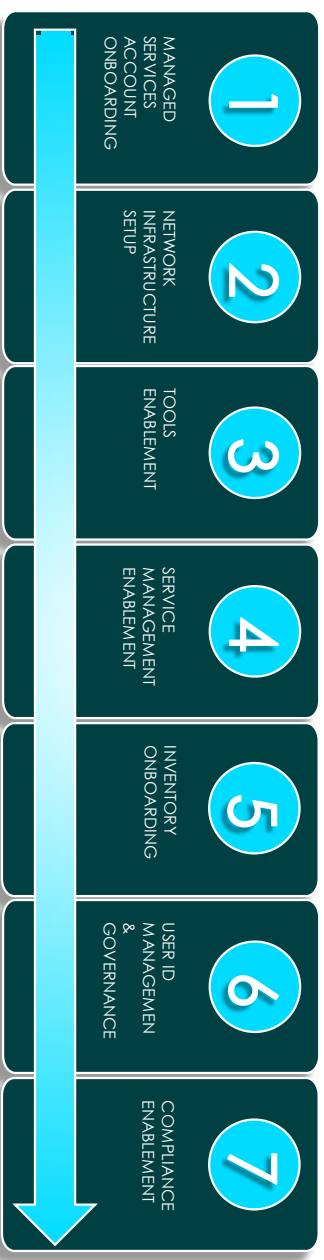 1
MANAGED
SERVICES
ACCOUNT
ONBOARDING
2
NETWORK
INFRASTRUCTURE
SETUP
3
TOOLS
ENABLEMENT
4
SERVICE
MANAGEMENT
ENABLEMENT
5
INVENTORY
ONBOARDING
6
USER ID
MANAGEMEN
&
GOVERNANCE
7
COMPLIANCE
ENABLEMENT